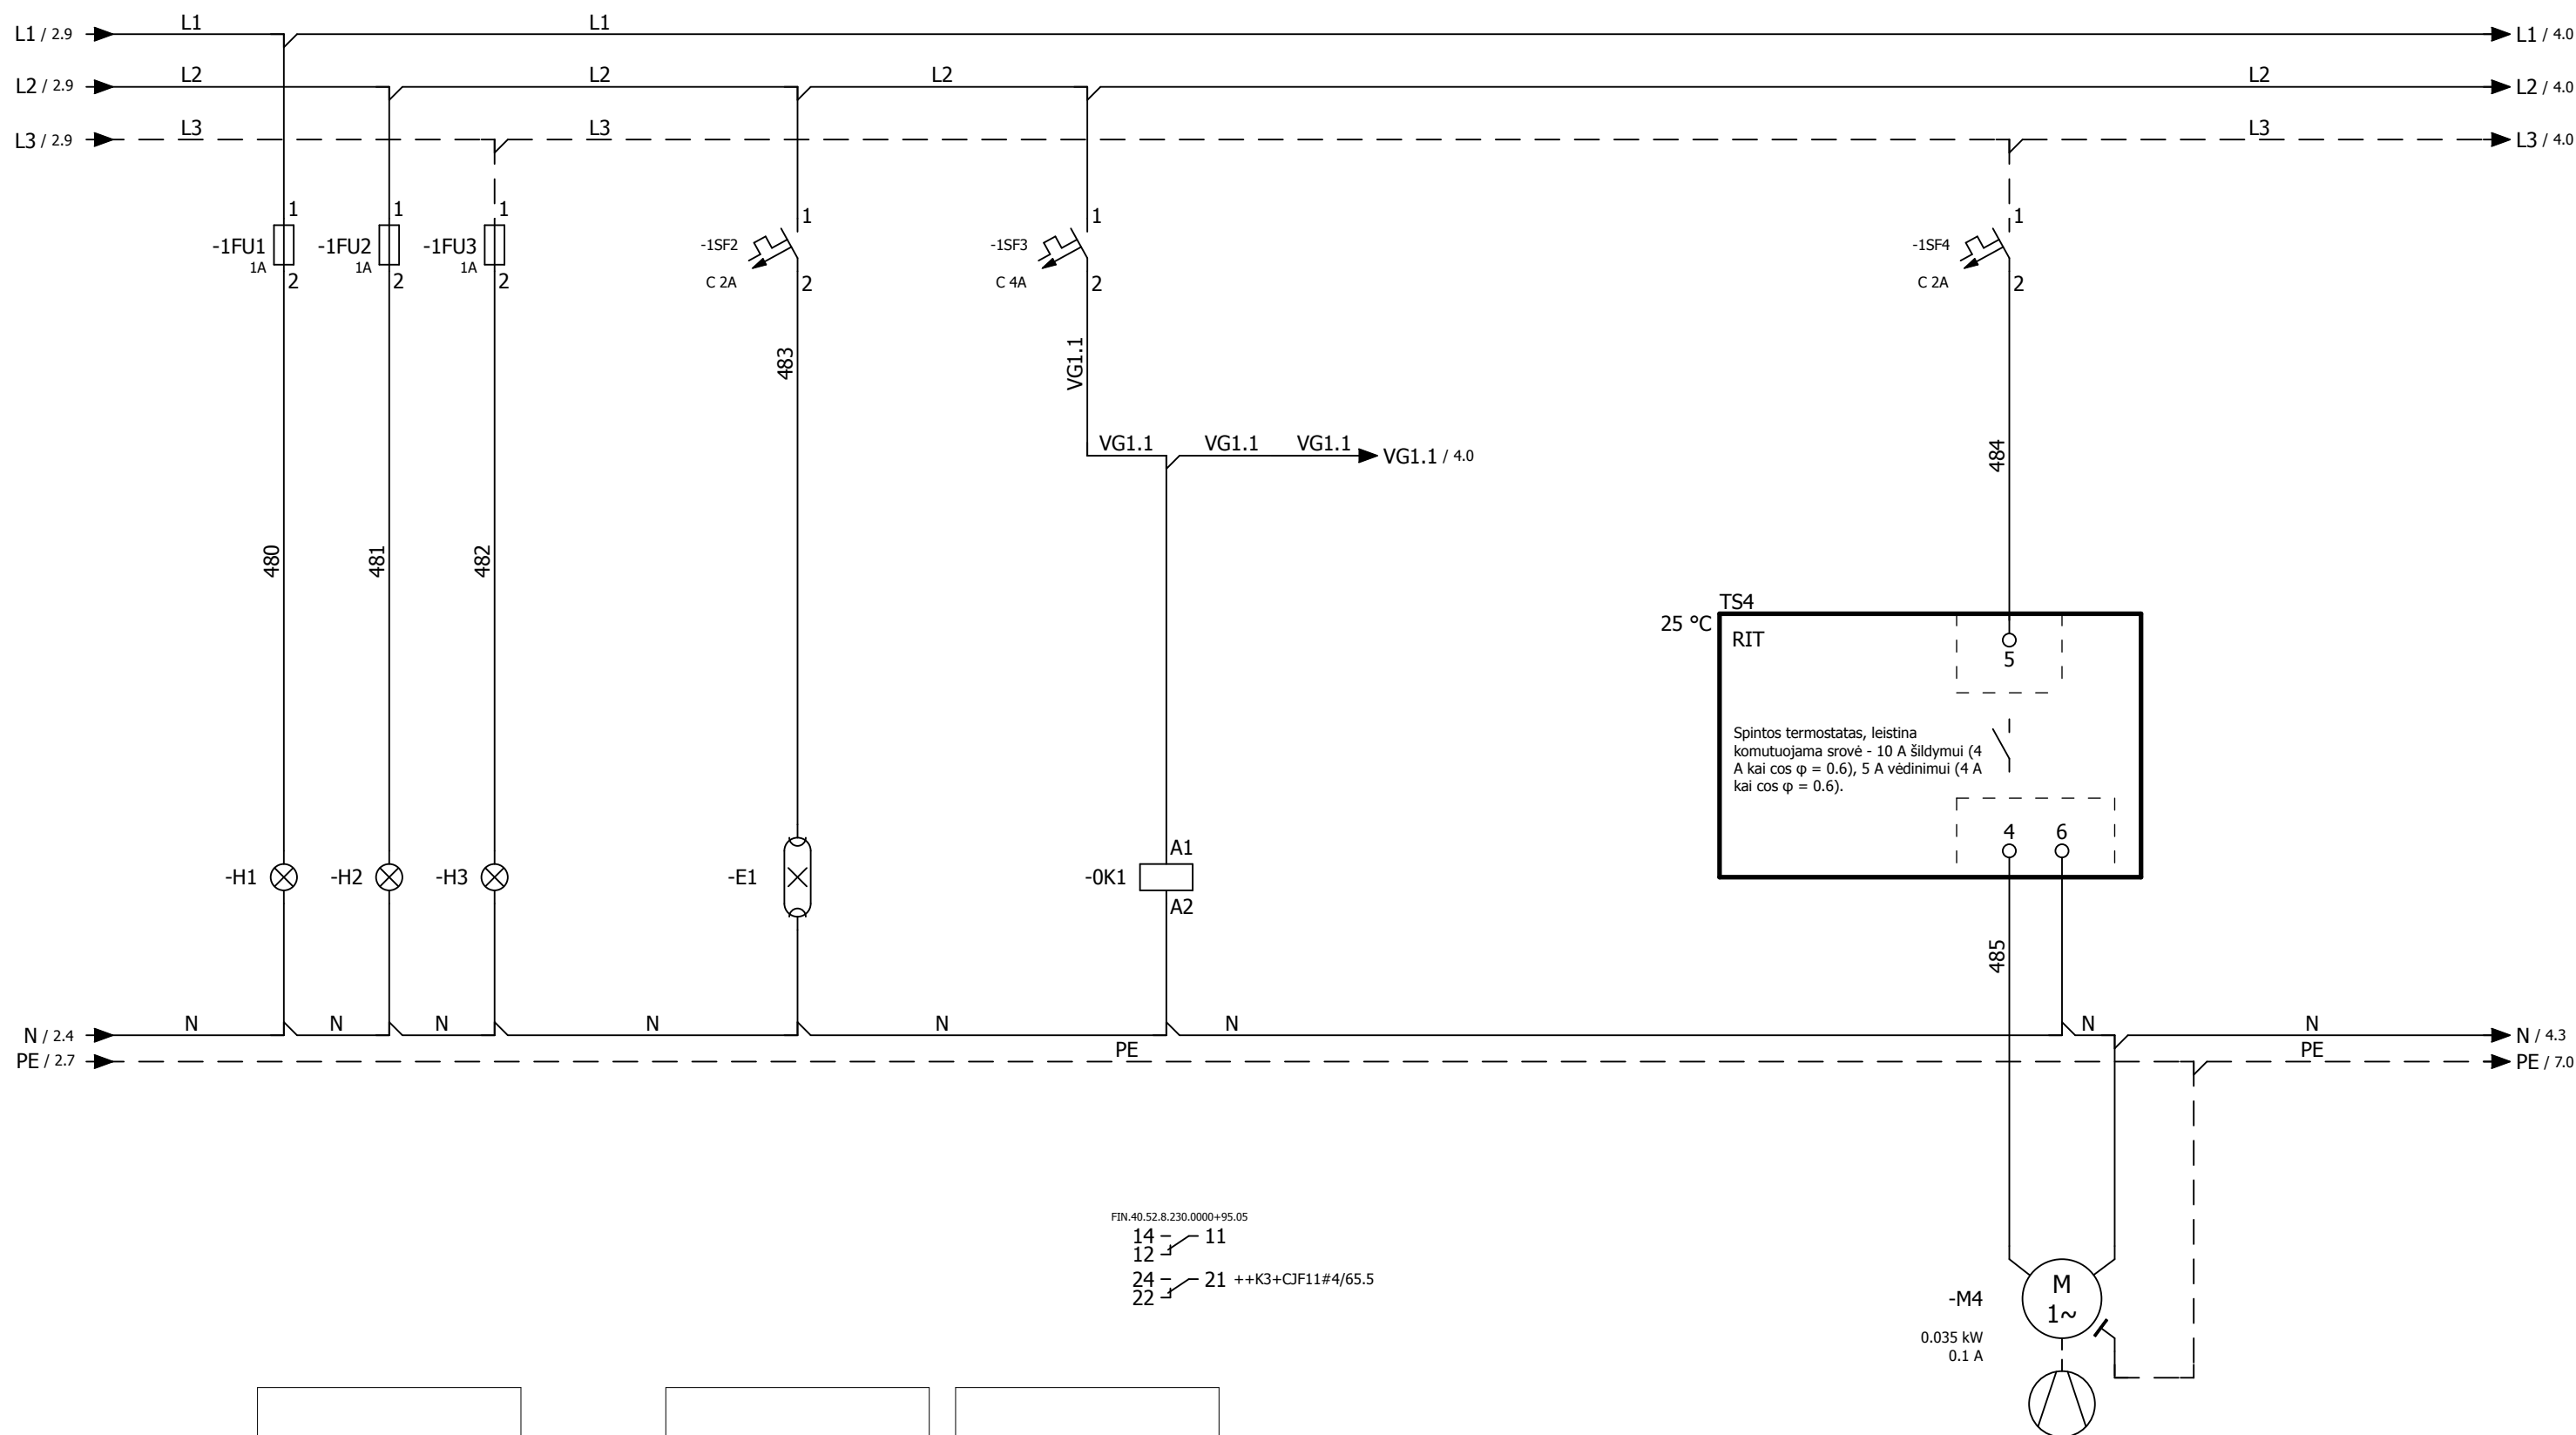 L1 / 2.9 L1 L1 L1 / 4.0
L2 / 2.9 L2 L2 L2 L2 L2 / 4.0
L3 / 2.9 L3 L3 L3 L3 / 4.0
1 1 1 1 1 1
-1FU1 -1FU2 -1FU3 -1SF2 -1SF3 -1SF4
1A 1A 1A
C 2A C 4A C 2A
2 2 2 2 2 2
483
VG1.1
VG1.1 VG1.1 VG1.1 VG1.1 / 4.0
484
480 481 482
TS4
25 °C
RIT
5
Spintos termostatas, leistina
komutuojama srovė - 10 A šildymui (4
A kai cos φ = 0.6), 5 A vėdinimui (4 A
kai cos φ = 0.6).
4 6
A1
-H1 -H2 -H3 -E1 -0K1
A2
485
N / 2.4 N N N N N N N N N / 4.3
PE / 2.7 PE PE PE / 7.0
FIN.40.52.8.230.0000+95.05
14 11
12
24 21 ++K3+CJF11#4/65.5
22
M
-M4
1~
0.035 kW
0.1 A